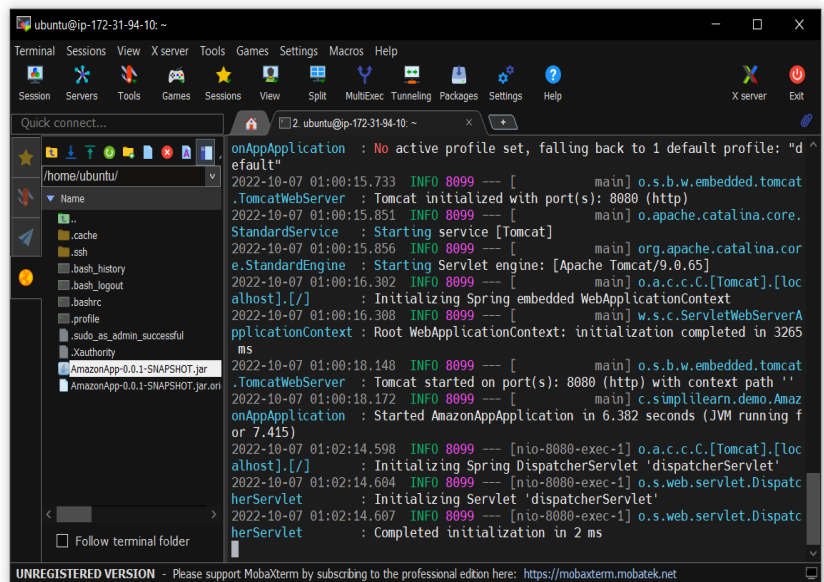 ubuntu@ip-172-31-94-10: ~
Terminal Sessions View X server Tools Games Settings Macros Help
Session Servers Tools Games Sessions View Split MultiExec Tunneling Packages Settings Help X server Exit
Quick connect...
2. ubuntu@ip-172-31-94-10: ~
/home/ubuntu/
Name
..
.cache
.ssh
.bash_history
.bash_logout
.bashrc
.profile
.sudo_as_admin_successful
.Xauthority
AmazonApp-0.0.1-SNAPSHOT.jar
AmazonApp-0.0.1-SNAPSHOT.jar.ori
Follow terminal folder
onAppApplication : No active profile set, falling back to 1 default profile: "d
efault"
2022-10-07 01:00:15.733 INFO 8099 --- [ main] o.s.b.w.embedded.tomcat
.TomcatWebServer : Tomcat initialized with port(s): 8080 (http)
2022-10-07 01:00:15.851 INFO 8099 --- [ main] o.apache.catalina.core.
StandardService : Starting service [Tomcat]
2022-10-07 01:00:15.856 INFO 8099 --- [ main] org.apache.catalina.cor
e.StandardEngine : Starting Servlet engine: [Apache Tomcat/9.0.65]
2022-10-07 01:00:16.302 INFO 8099 --- [ main] o.a.c.c.C.[Tomcat].[loc
alhost].[/] : Initializing Spring embedded WebApplicationContext
2022-10-07 01:00:16.308 INFO 8099 --- [ main] w.s.c.ServletWebServerA
pplicationContext : Root WebApplicationContext: initialization completed in 3265
ms
2022-10-07 01:00:18.148 INFO 8099 --- [ main] o.s.b.w.embedded.tomcat
.TomcatWebServer : Tomcat started on port(s): 8080 (http) with context path ''
2022-10-07 01:00:18.172 INFO 8099 --- [ main] c.simplilearn.demo.Amaz
onAppApplication : Started AmazonAppApplication in 6.382 seconds (JVM running f
or 7.415)
2022-10-07 01:02:14.598 INFO 8099 --- [nio-8080-exec-1] o.a.c.c.C.[Tomcat].[loc
alhost].[/] : Initializing Spring DispatcherServlet 'dispatcherServlet'
2022-10-07 01:02:14.604 INFO 8099 --- [nio-8080-exec-1] o.s.web.servlet.Dispatc
herServlet : Initializing Servlet 'dispatcherServlet'
2022-10-07 01:02:14.607 INFO 8099 --- [nio-8080-exec-1] o.s.web.servlet.Dispatc
herServlet : Completed initialization in 2 ms
UNREGISTERED VERSION - Please support MobaXterm by subscribing to the professional edition here: https://mobaxterm.mobatek.net